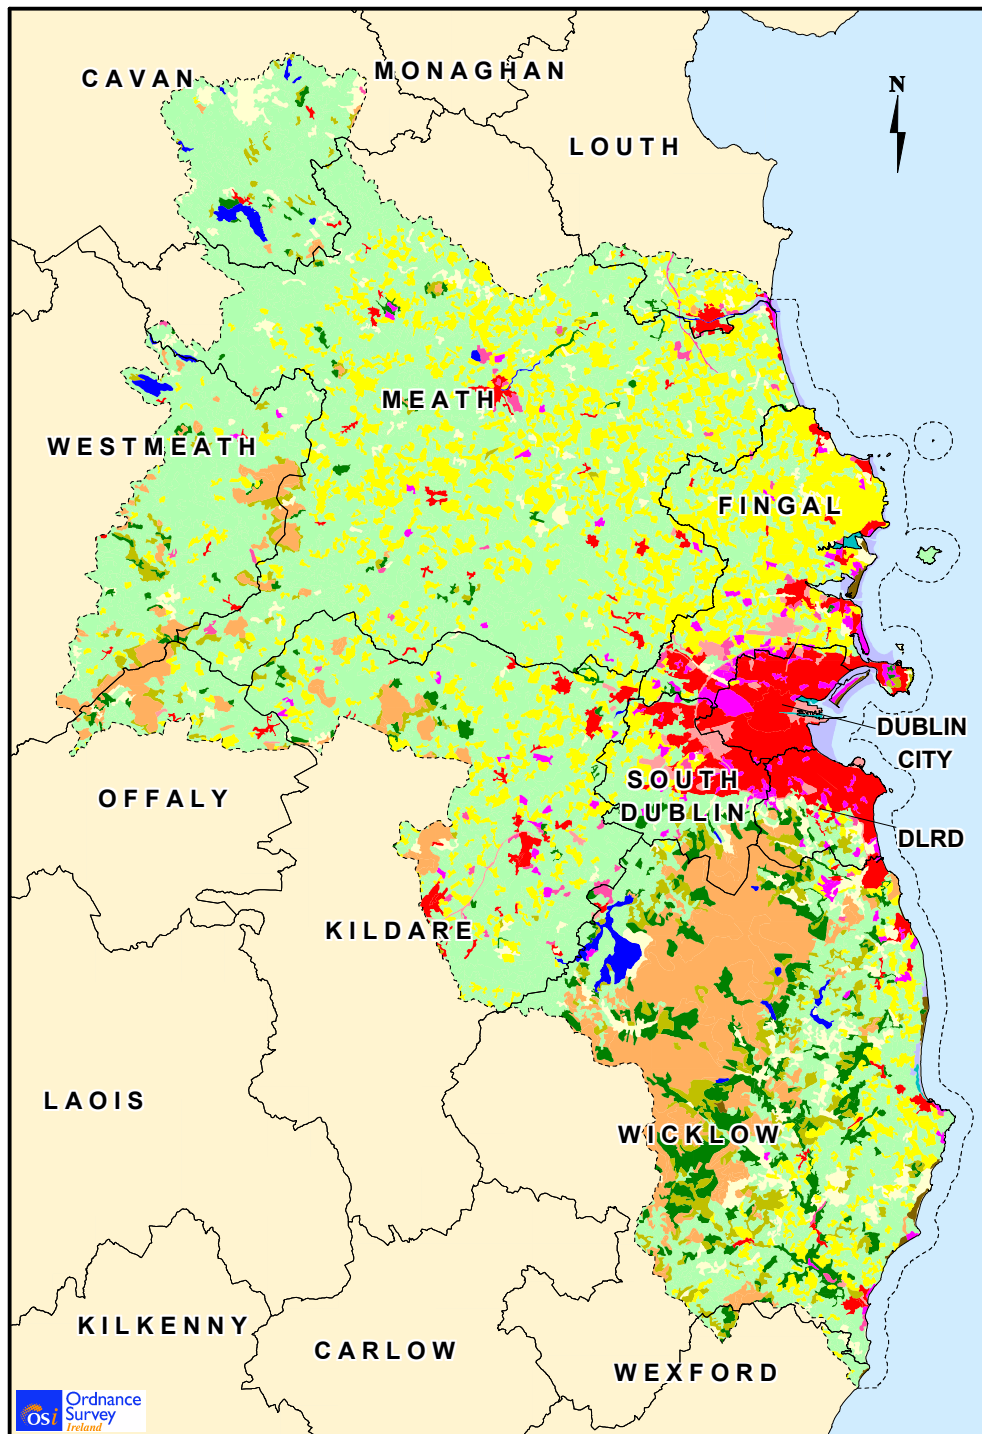 CAVAN
MONAGHAN
N
LOUTH
MEATH
WESTMEATH
FINGAL
DUBLIN
CITY
SOUTH
DUBLIN
OFFALY
DLRD
KILDARE
LAOIS
WICKLOW
KILKENNY
CARLOW
WEXFORD
OSi
Ordnance
Survey
Ireland